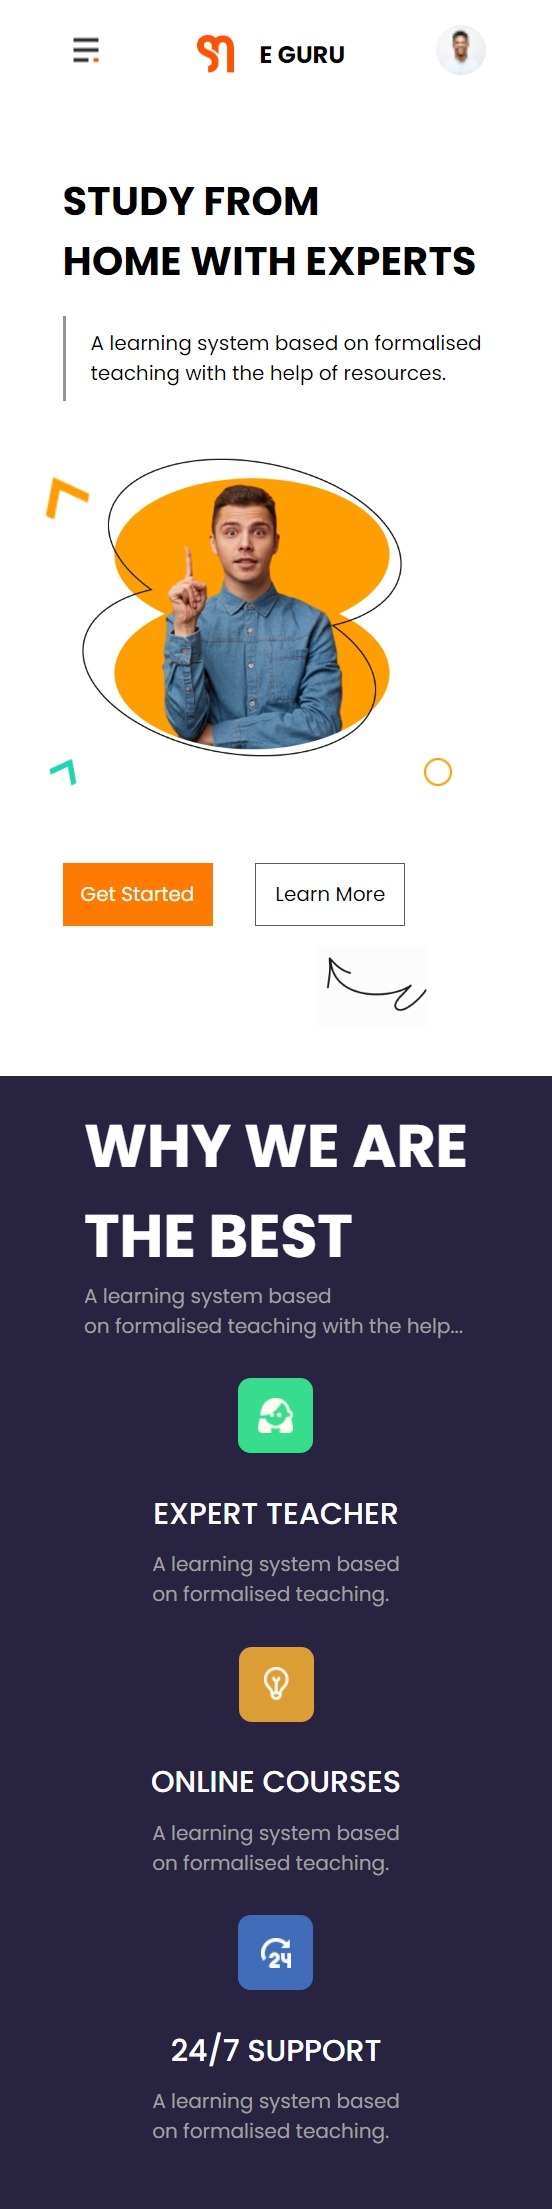 E GURU
STUDY FROM
HOME WITH EXPERTS
A learning system based on formalised
teaching with the help of resources.
Get Started
Learn More
WHY WE ARE
THE BEST
A learning system based
on formalised teaching with the help...
EXPERT TEACHER
A learning system based
on formalised teaching.
ONLINE COURSES
A learning system based
on formalised teaching.
24
24/7 SUPPORT
A learning system based
on formalised teaching.